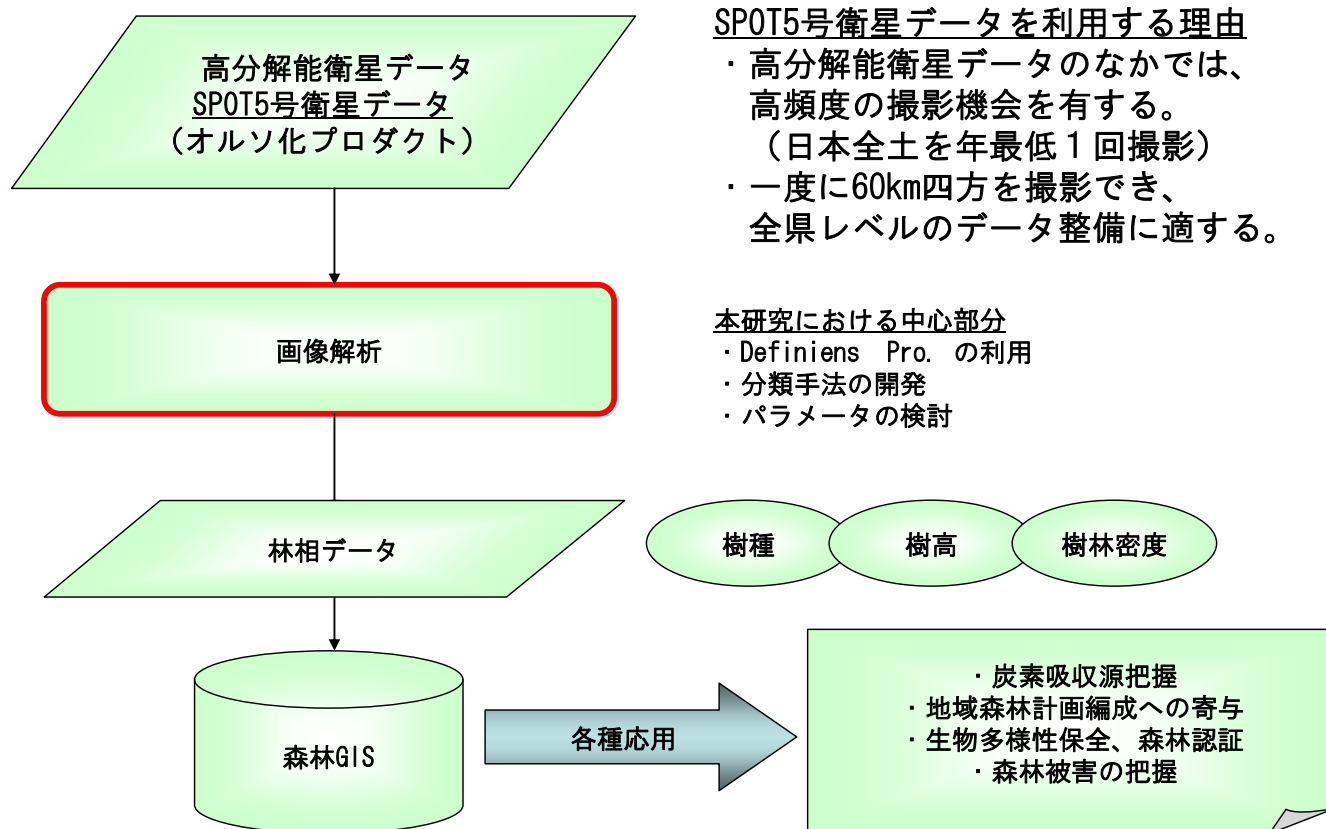 高分解能衛星データ
SPOT5号衛星データ
(オルソ化プロダクト)
SPOT5号衛星データを利用する理由
・高分解能衛星データのなかでは、
高頻度の撮影機会を有する。
(日本全土を年最低1回撮影)
・一度に60km四方を撮影でき、
全県レベルのデータ整備に適する。
画像解析
本研究における中心部分
・Definiens Pro. の利用
・分類手法の開発
・パラメータの検討
林相データ
樹種
樹高
樹林密度
森林GIS
各種応用
・炭素吸収源把握
・地域森林計画編成への寄与
・生物多様性保全、森林認証
・森林被害の把握